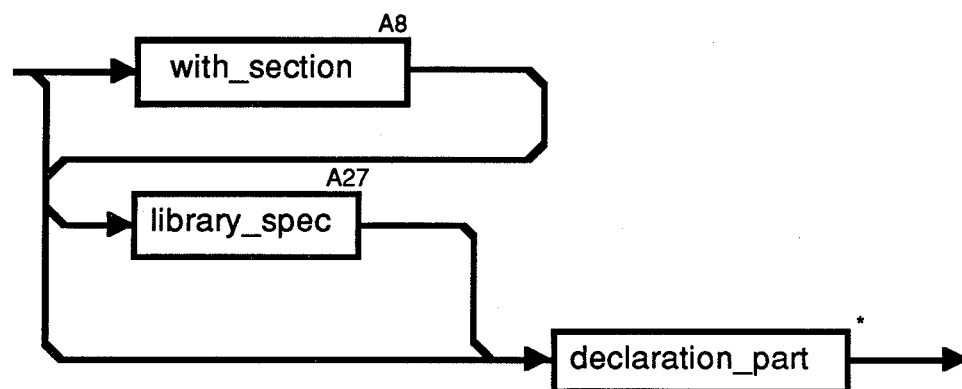 A8
with_section
A27
library_spec
*
declaration_part